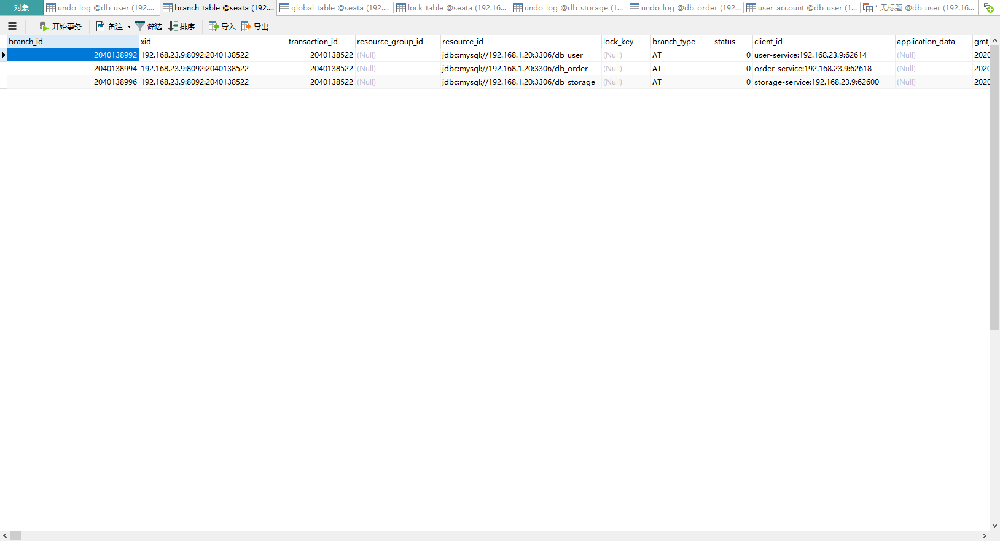 对象 undo_log @db_user (192.... branch_table @seata (192.... global_table @seata (192.... lock_table @seata (192.16... undo_log @db_storage (1... undo_log @db_order (192... user_account @db_user (1... * 无标题 @db_user (192.16...
开始事务 备注 筛选 排序 导入 导出
branch_id xid transaction_id resource_group_id resource_id lock_key branch_type status client_id application_data gmt_
2040138992 192.168.23.9:8092:2040138522 2040138522 (Null) jdbc:mysql://192.168.1.20:3306/db_user (Null) AT 0 user-service:192.168.23.9:62614 (Null) 2020
2040138994 192.168.23.9:8092:2040138522 2040138522 (Null) jdbc:mysql://192.168.1.20:3306/db_order (Null) AT 0 order-service:192.168.23.9:62618 (Null) 2020
2040138996 192.168.23.9:8092:2040138522 2040138522 (Null) jdbc:mysql://192.168.1.20:3306/db_storage (Null) AT 0 storage-service:192.168.23.9:62600 (Null) 2020